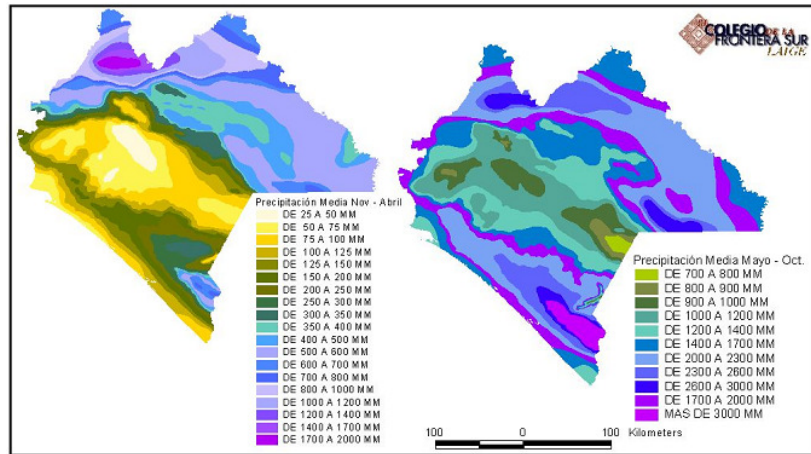 COLEGIO DE LA
FRONTERA SUR
LAIGE
Precipitación Media Nov - Abril
DE 25 A 50 MM
DE 50 A 75 MM
DE 75 A 100 MM
DE 100 A 125 MM
DE 125 A 150 MM
DE 150 A 200 MM
DE 200 A 250 MM
DE 250 A 300 MM
DE 300 A 350 MM
DE 350 A 400 MM
DE 400 A 500 MM
DE 500 A 600 MM
DE 600 A 700 MM
DE 700 A 800 MM
DE 800 A 1000 MM
DE 1000 A 1200 MM
DE 1200 A 1400 MM
DE 1400 A 1700 MM
DE 1700 A 2000 MM
Precipitación Media Mayo - Oct.
DE 700 A 800 MM
DE 800 A 900 MM
DE 900 A 1000 MM
DE 1000 A 1200 MM
DE 1200 A 1400 MM
DE 1400 A 1700 MM
DE 2000 A 2300 MM
DE 2300 A 2600 MM
DE 2600 A 3000 MM
DE 1700 A 2000 MM
MAS DE 3000 MM
100 0 100 Kilometers